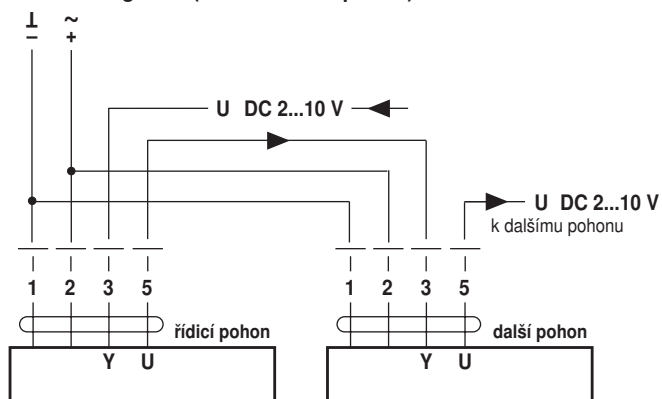 ⊥ ~
− +
U DC 2...10 V
U DC 2...10 V
k dalšímu pohonu
1 2 3 5
1 2 3 5
řídicí pohon
další pohon
Y U
Y U